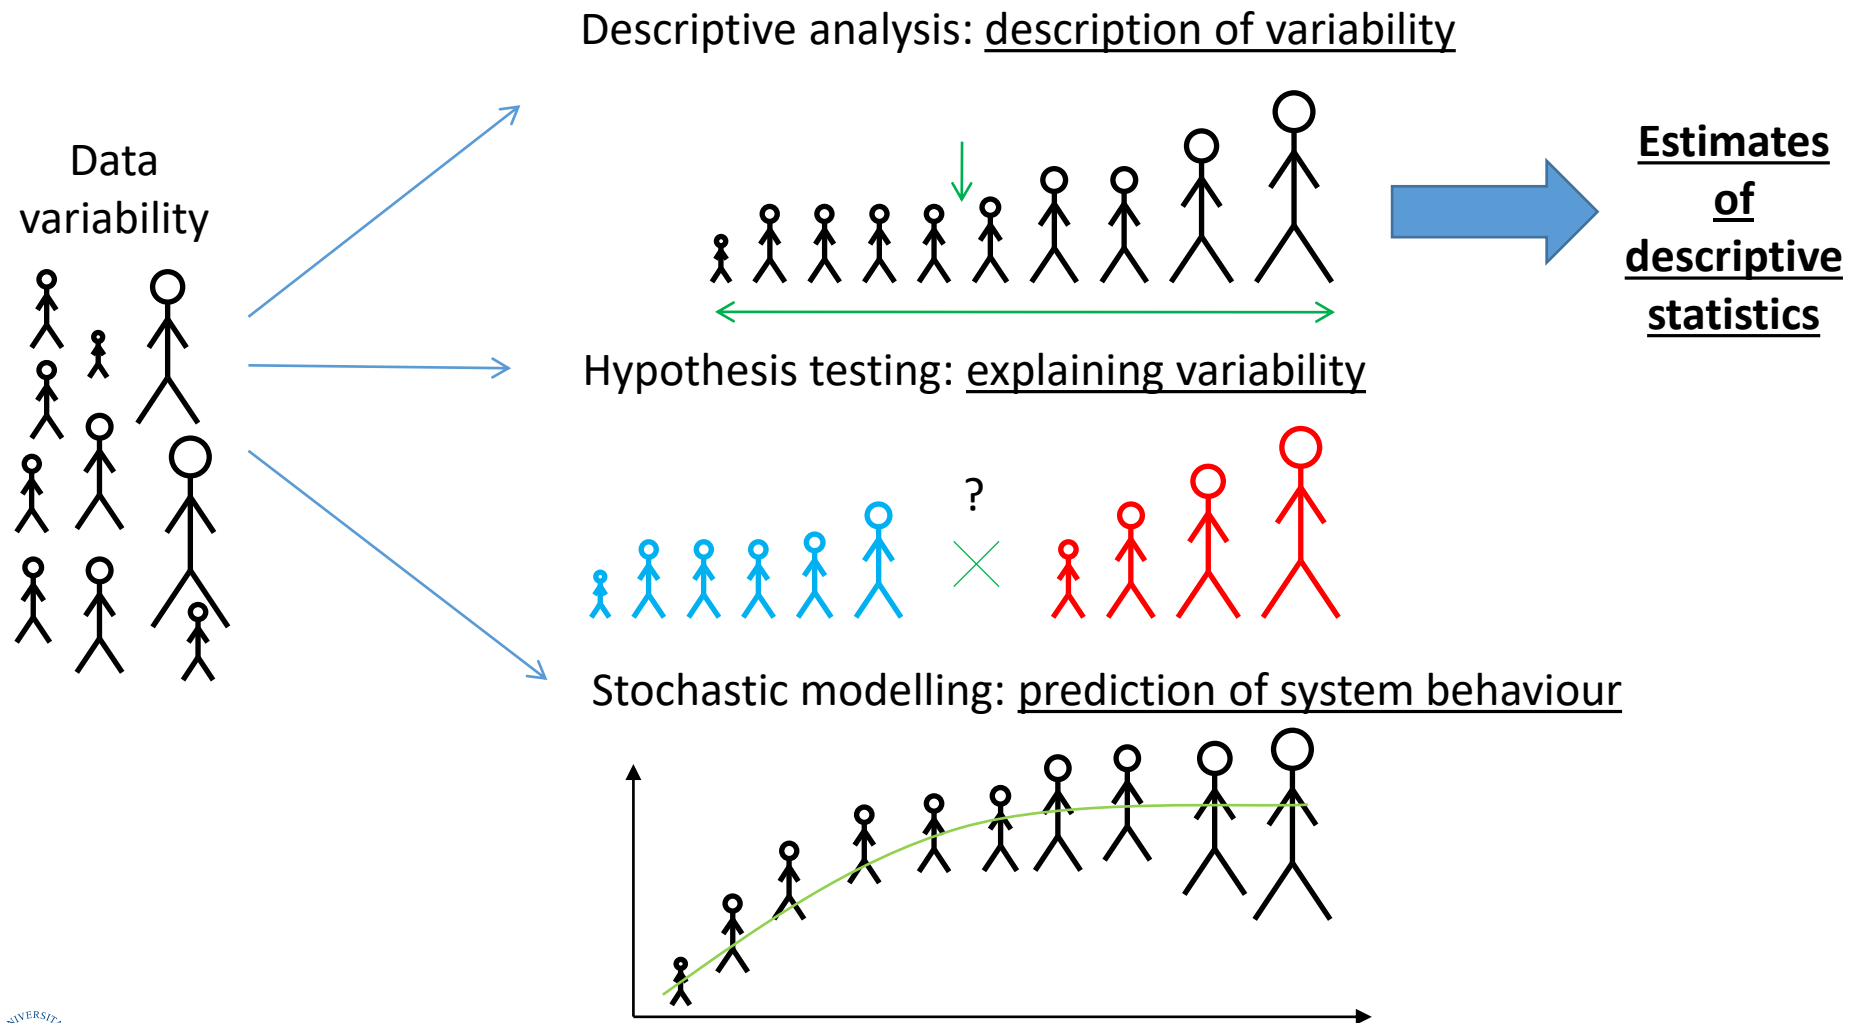 Descriptive analysis: description of variability
Data
variability
Estimates
of
descriptive
statistics
Hypothesis testing: explaining variability
?
Stochastic modelling: prediction of system behaviour